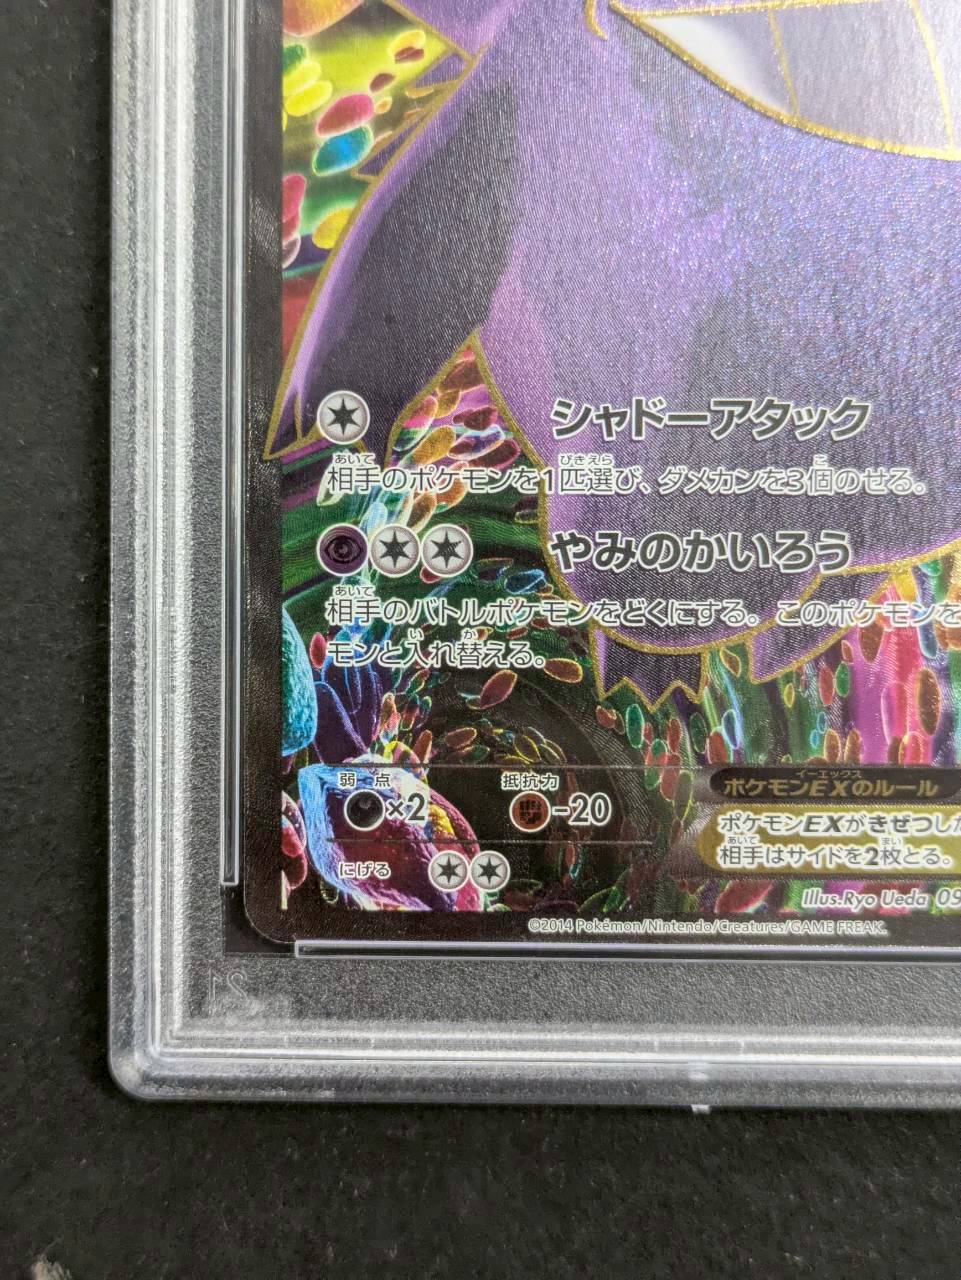 シャドーアタック
相手のポケモンを1匹選び、ダメカンを3個のせる。
やみのかいろう
相手のバトルポケモンをどくにする。このポケモンを
モンと入れ替える。
弱点
×2
抵抗力
-20
にげる
ポケモンEXのルール
ポケモンEXがきぜつした
相手はサイドを2枚とる。
Illus.Ryo Ueda 09
©2014 Pokémon/Nintendo/Creatures/GAME FREAK.